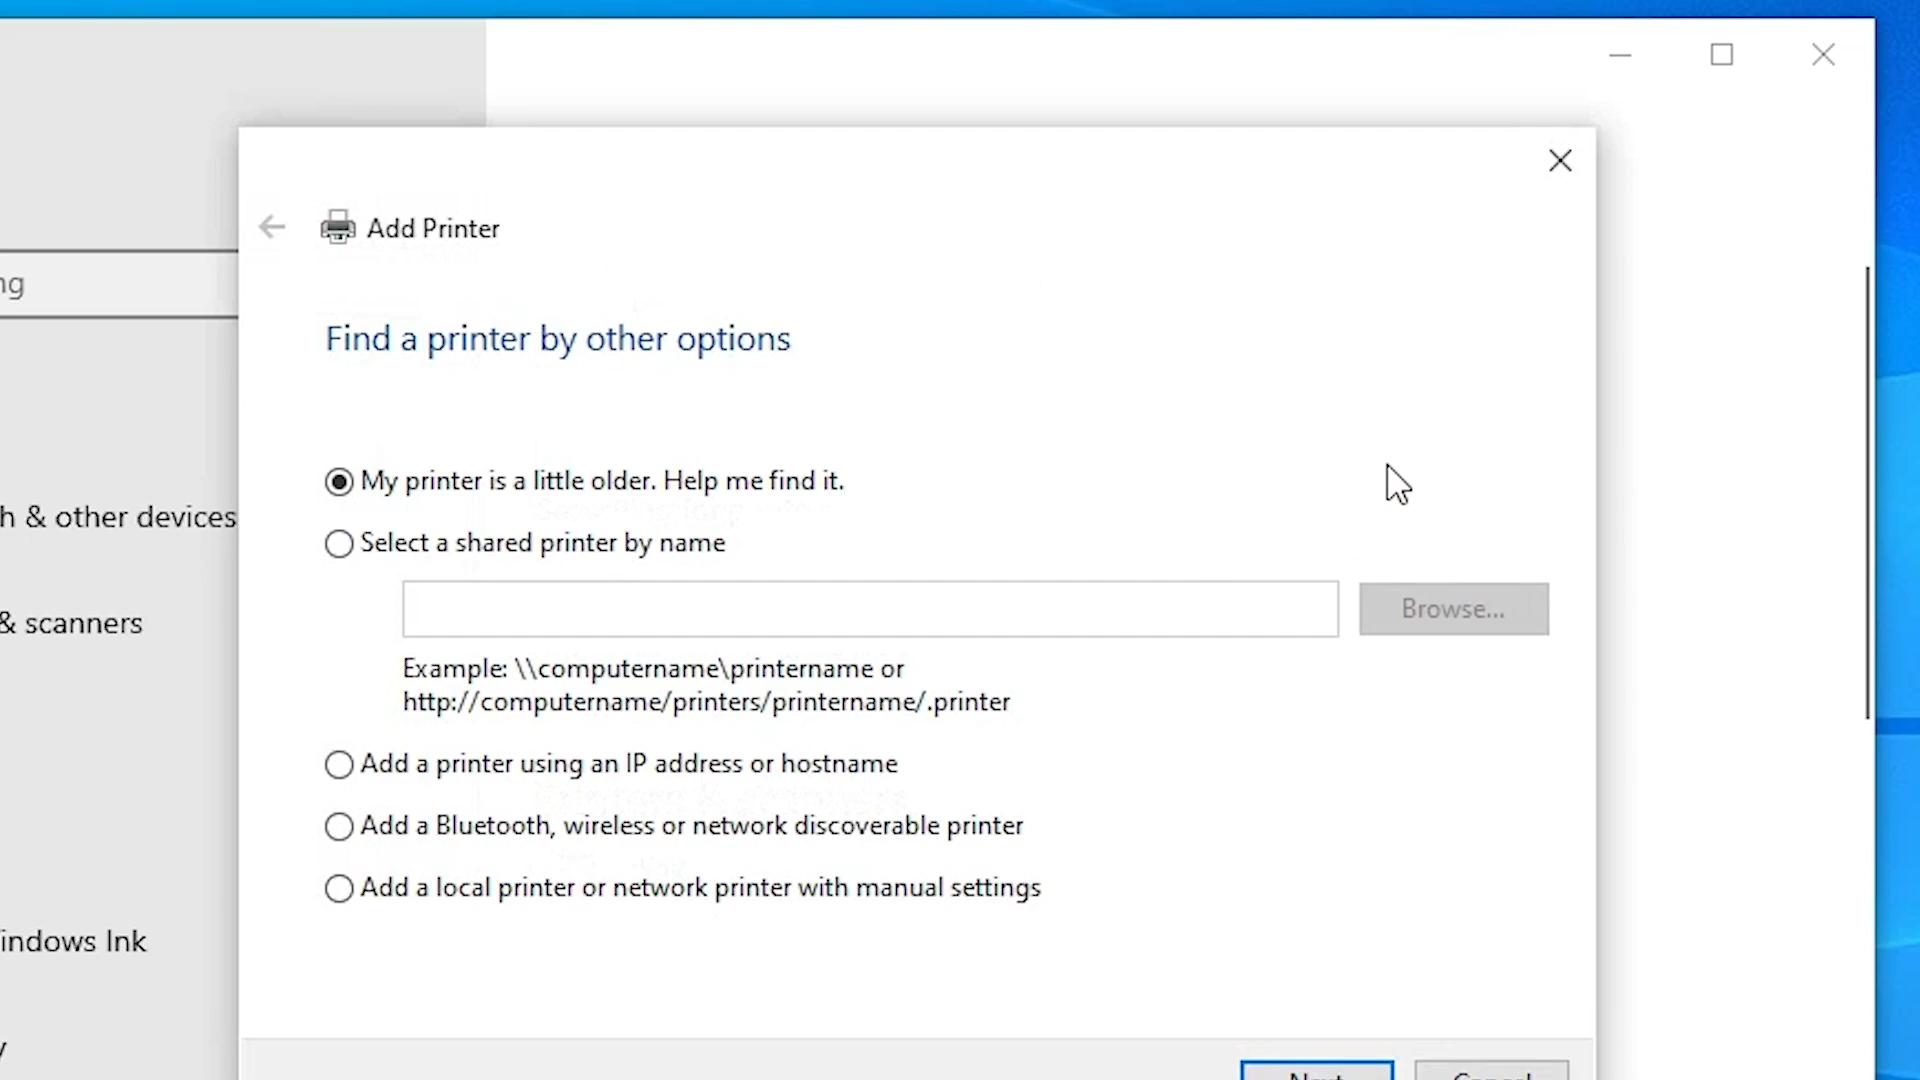 Add Printer
ng
Find a printer by other options
My printer is a little older. Help me find it.
h & other devices
Select a shared printer by name
Browse...
& scanners
Example: \\computername\printername or
http://computername/printers/printername/.printer
Add a printer using an IP address or hostname
Add a Bluetooth, wireless or network discoverable printer
Add a local printer or network printer with manual settings
indows Ink
y
Next
Cancel